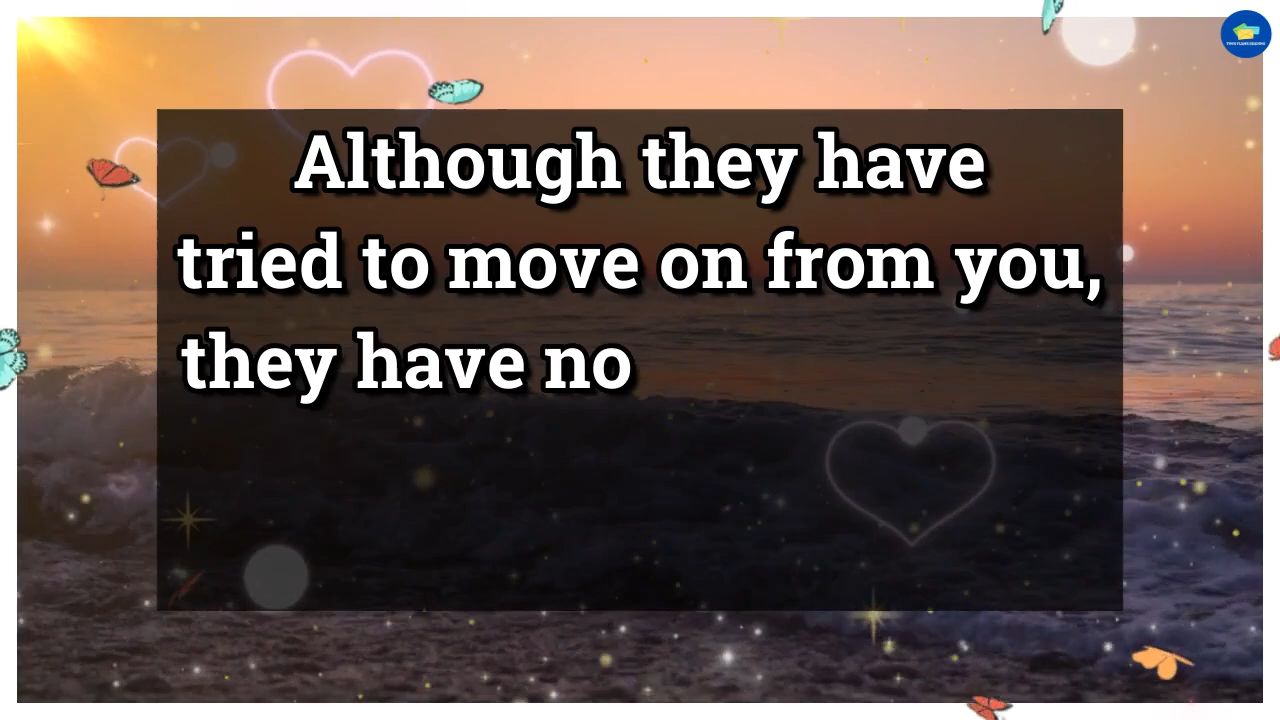 Although they have
tried to move on from you,
they have no